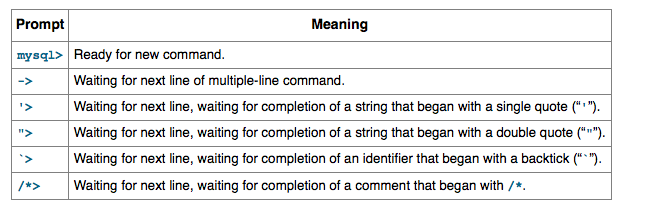 Prompt Meaning
mysql> Ready for new command.
-> Waiting for next line of multiple-line command.
'> Waiting for next line, waiting for completion of a string that began with a single quote (“'”).
"> Waiting for next line, waiting for completion of a string that began with a double quote (“"”).
`> Waiting for next line, waiting for completion of an identifier that began with a backtick (“`”).
/*> Waiting for next line, waiting for completion of a comment that began with /*.